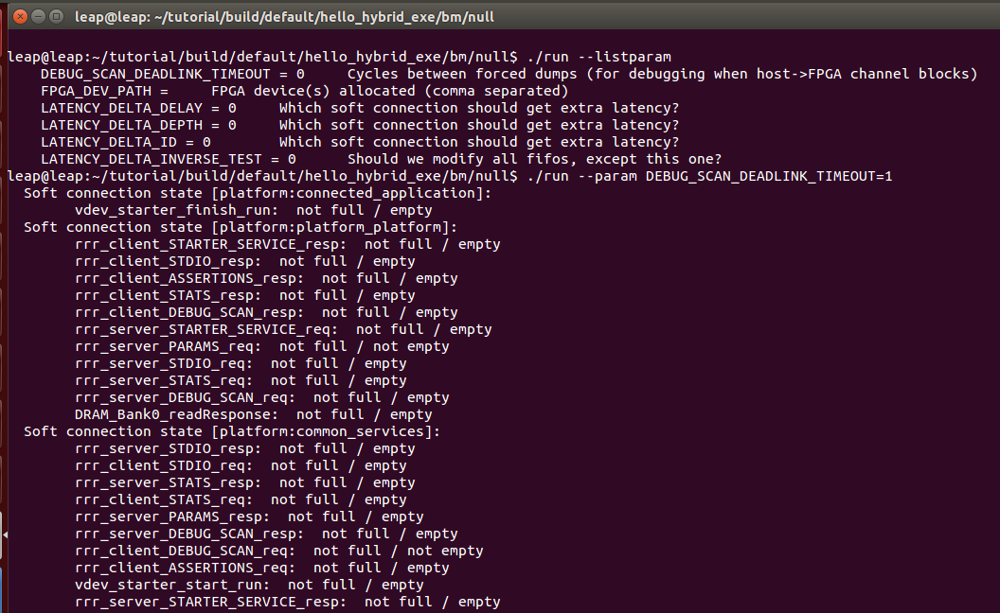 leap@leap: ~/tutorial/build/default/hello_hybrid_exe/bm/null
leap@leap:~/tutorial/build/default/hello_hybrid_exe/bm/null$ ./run --listparam
    DEBUG_SCAN_DEADLINK_TIMEOUT = 0     Cycles between forced dumps (for debugging when host->FPGA channel blocks)
    FPGA_DEV_PATH =     FPGA device(s) allocated (comma separated)
    LATENCY_DELTA_DELAY = 0     Which soft connection should get extra latency?
    LATENCY_DELTA_DEPTH = 0     Which soft connection should get extra latency?
    LATENCY_DELTA_ID = 0        Which soft connection should get extra latency?
    LATENCY_DELTA_INVERSE_TEST = 0      Should we modify all fifos, except this one?
leap@leap:~/tutorial/build/default/hello_hybrid_exe/bm/null$ ./run --param DEBUG_SCAN_DEADLINK_TIMEOUT=1
  Soft connection state [platform:connected_application]:
        vdev_starter_finish_run:  not full / empty
  Soft connection state [platform:platform_platform]:
        rrr_client_STARTER_SERVICE_resp:  not full / empty
        rrr_client_STDIO_resp:  not full / empty
        rrr_client_ASSERTIONS_resp:  not full / empty
        rrr_client_STATS_resp:  not full / empty
        rrr_client_DEBUG_SCAN_resp:  not full / empty
        rrr_server_STARTER_SERVICE_req:  not full / empty
        rrr_server_PARAMS_req:  not full / not empty
        rrr_server_STDIO_req:  not full / empty
        rrr_server_STATS_req:  not full / empty
        rrr_server_DEBUG_SCAN_req:  not full / empty
        DRAM_Bank0_readResponse:  not full / empty
  Soft connection state [platform:common_services]:
        rrr_server_STDIO_resp:  not full / empty
        rrr_client_STDIO_req:  not full / empty
        rrr_server_STATS_resp:  not full / empty
        rrr_client_STATS_req:  not full / empty
        rrr_server_PARAMS_resp:  not full / empty
        rrr_server_DEBUG_SCAN_resp:  not full / empty
        rrr_client_DEBUG_SCAN_req:  not full / not empty
        rrr_client_ASSERTIONS_req:  not full / empty
        vdev_starter_start_run:  not full / empty
        rrr_server_STARTER_SERVICE_resp:  not full / empty